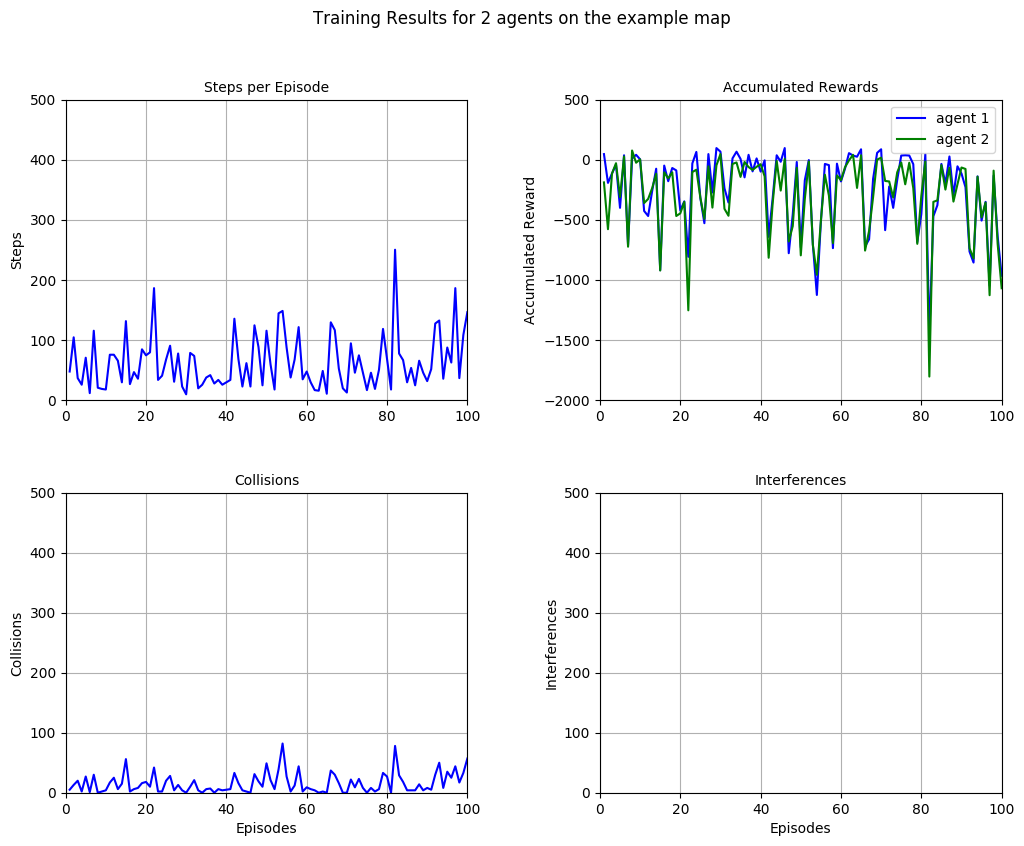 Training Results for 2 agents on the example map
Steps per Episode
Steps
500
400
300
200
100
0
0 20 40 60 80 100
Accumulated Rewards
Accumulated Reward
500
0
−500
−1000
−1500
−2000
agent 1
agent 2
0 20 40 60 80 100
Collisions
Collisions
500
400
300
200
100
0
0 20 40 60 80 100
Episodes
Interferences
Interferences
500
400
300
200
100
0
0 20 40 60 80 100
Episodes